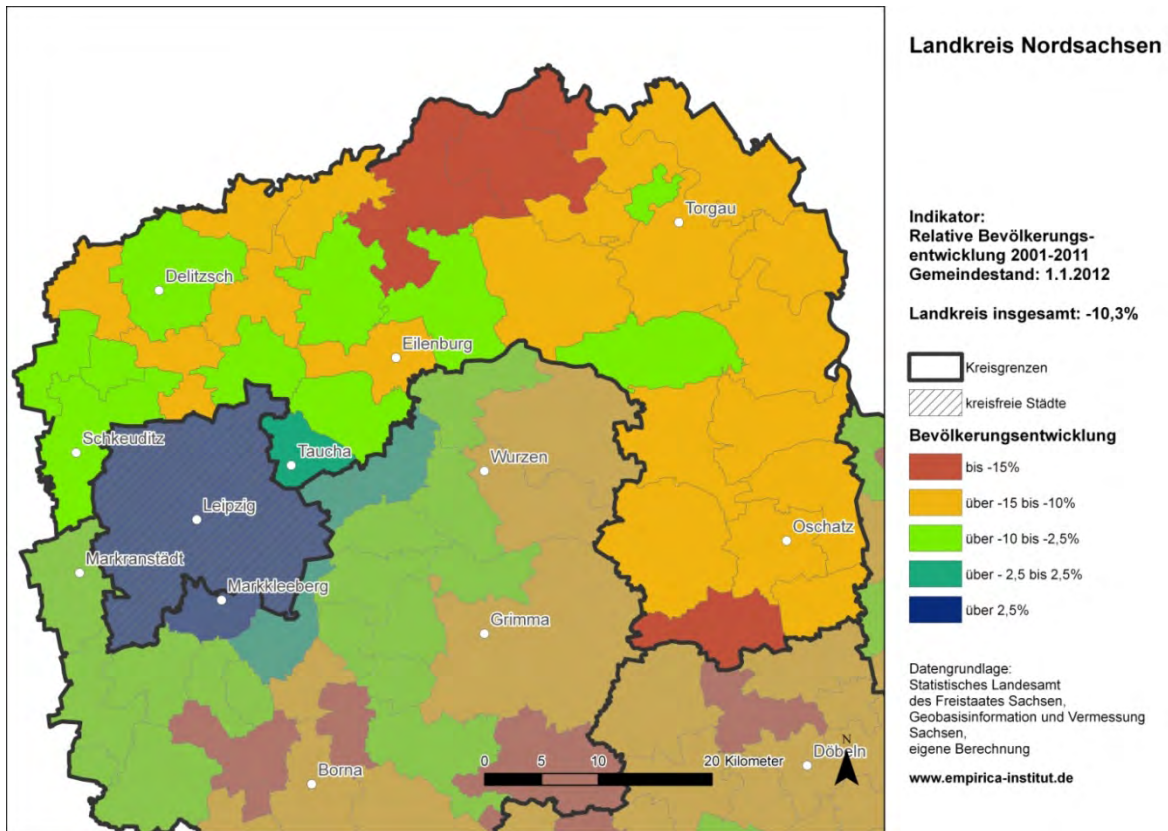 Landkreis Nordsachsen
Indikator:
Relative Bevölkerungs-
entwicklung 2001-2011
Gemeindestand: 1.1.2012
Landkreis insgesamt: -10,3%
Kreisgrenzen
kreisfreie Städte
Bevölkerungsentwicklung
bis -15%
über -15 bis -10%
über -10 bis -2,5%
über - 2,5 bis 2,5%
über 2,5%
Datengrundlage:
Statistisches Landesamt
des Freistaates Sachsen,
Geobasisinformation und Vermessung
Sachsen,
eigene Berechnung
www.empirica-institut.de
Torgau
Delitzsch
Eilenburg
Schkeuditz
Taucha
Wurzen
Leipzig
Oschatz
Markranstädt
Markkleeberg
Grimma
Borna
Döbeln
0 5 10 20 Kilometer
N